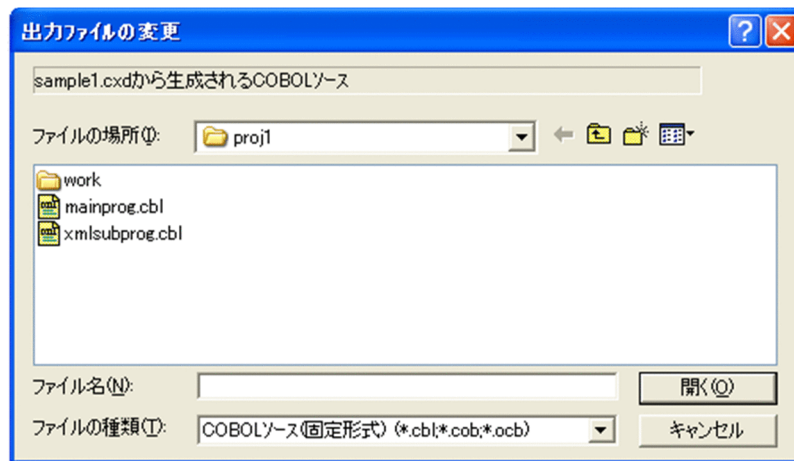 出力ファイルの変更
sample1.cxdから生成されるCOBOLソース
ファイルの場所(I):
proj1
work
mainprog.cbl
xmlsubprog.cbl
ファイル名(N):
開く(O)
ファイルの種類(T):
COBOLソース(固定形式) (*.cbl;*.cob;*.ocb)
キャンセル